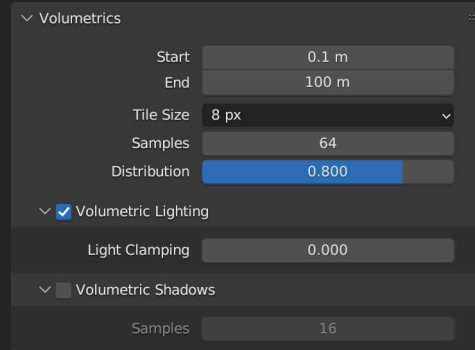 Volumetrics
Start 0.1 m
End 100 m
Tile Size 8 px
Samples 64
Distribution 0.800
Volumetric Lighting
Light Clamping 0.000
Volumetric Shadows
Samples 16